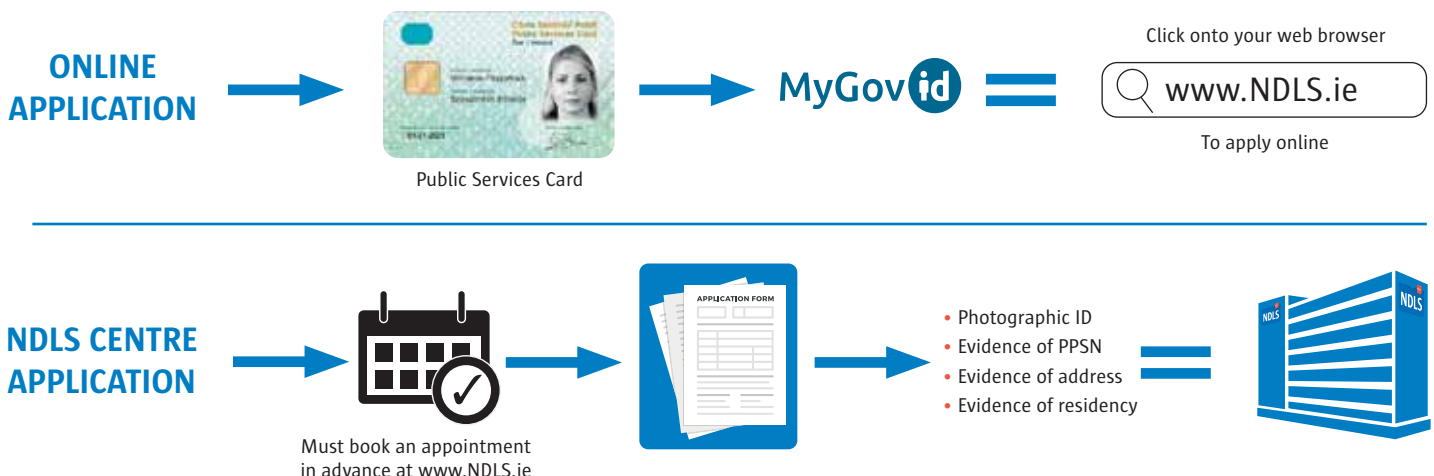 ONLINE
APPLICATION
Public Services Card
MyGovid
Click onto your web browser
www.NDLS.ie
To apply online
NDLS CENTRE
APPLICATION
Must book an appointment
in advance at www.NDLS.ie
APPLICATION FORM
• Photographic ID
• Evidence of PPSN
• Evidence of address
• Evidence of residency
NDLS
NDLS